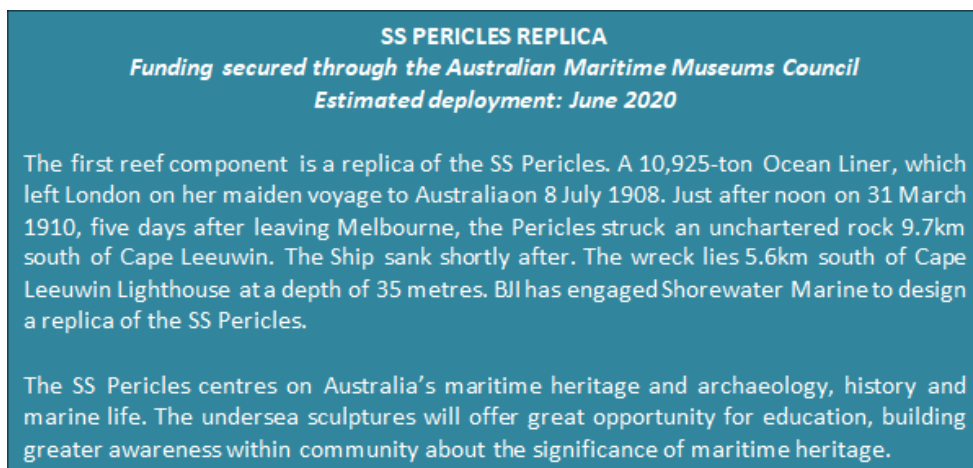 SS PERICLES REPLICA
Funding secured through the Australian Maritime Museums Council
Estimated deployment: June 2020
The first reef component is a replica of the SS Pericles. A 10,925-ton Ocean Liner, which
left London on her maiden voyage to Australia on 8 July 1908. Just after noon on 31 March
1910, five days after leaving Melbourne, the Pericles struck an unchartered rock 9.7km
south of Cape Leeuwin. The Ship sank shortly after. The wreck lies 5.6km south of Cape
Leeuwin Lighthouse at a depth of 35 metres. BJI has engaged Shorewater Marine to design
a replica of the SS Pericles.
The SS Pericles centres on Australia's maritime heritage and archaeology, history and
marine life. The undersea sculptures will offer great opportunity for education, building
greater awareness within community about the significance of maritime heritage.